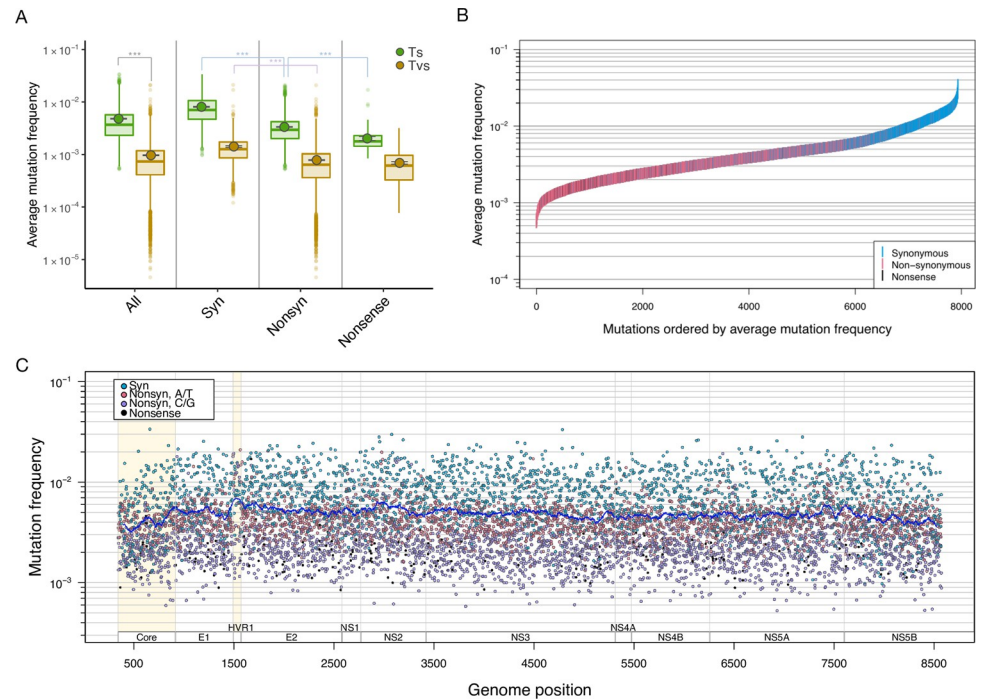 A
Average mutation frequency
1 × 10⁻¹
1 × 10⁻²
1 × 10⁻³
1 × 10⁻⁴
1 × 10⁻⁵
***
***
***
***
Ts
Tvs
All
Syn
Nonsyn
Nonsense
B
Average mutation frequency
10⁻¹
10⁻²
10⁻³
10⁻⁴
Synonymous
Non−synonymous
Nonsense
0 2000 4000 6000 8000
Mutations ordered by average mutation frequency
C
Mutation frequency
10⁻¹
10⁻²
10⁻³
Syn
Nonsyn, A/T
Nonsyn, C/G
Nonsense
HVR1 NS1 NS4A
Core E1 E2 NS2 NS3 NS4B NS5A NS5B
500 1500 2500 3500 4500 5500 6500 7500 8500
Genome position